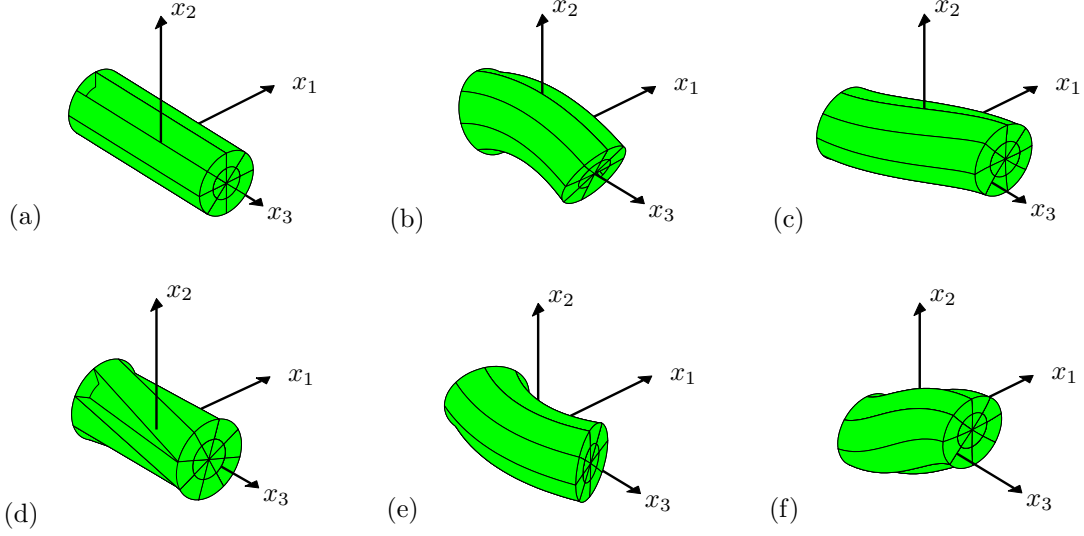 x₂ x₂ x₂
x₁ x₁ x₁
x₃ x₃ x₃
(a) (b) (c)
x₂ x₂ x₂
x₁ x₁ x₁
x₃ x₃ x₃
(d) (e) (f)